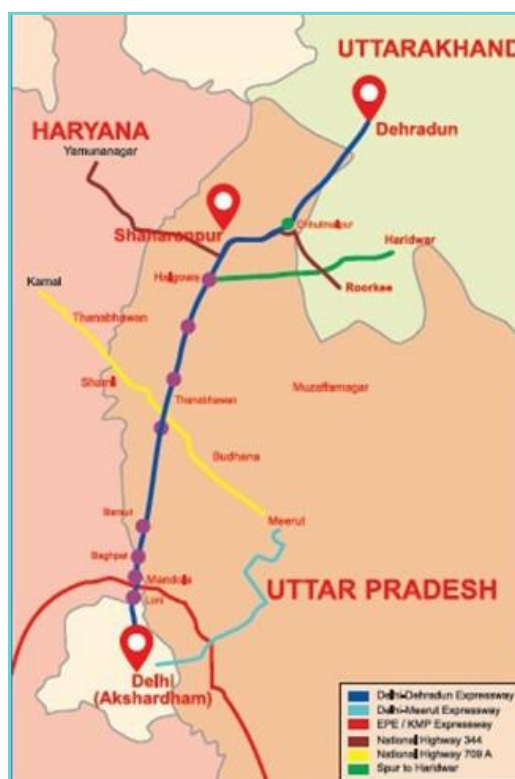 UTTARAKHAND
Dehradun
HARYANA
Yamunanagar
Shaharanpur
Chhutmalpur
Haridwar
Halgowa
Roorkee
Karnal
Thanabhawan
Shamli
Thanabhawan
Muzaffarnagar
Budhana
Meerut
Baraut
Baghpat
Mandola
UTTAR PRADESH
Loni
Delhi
(Akshardham)
Delhi-Dehradun Expressway
Delhi-Meerut Expressway
EPE / KMP Expressway
National Highway 344
National Highway 709 A
Spur to Haridwar